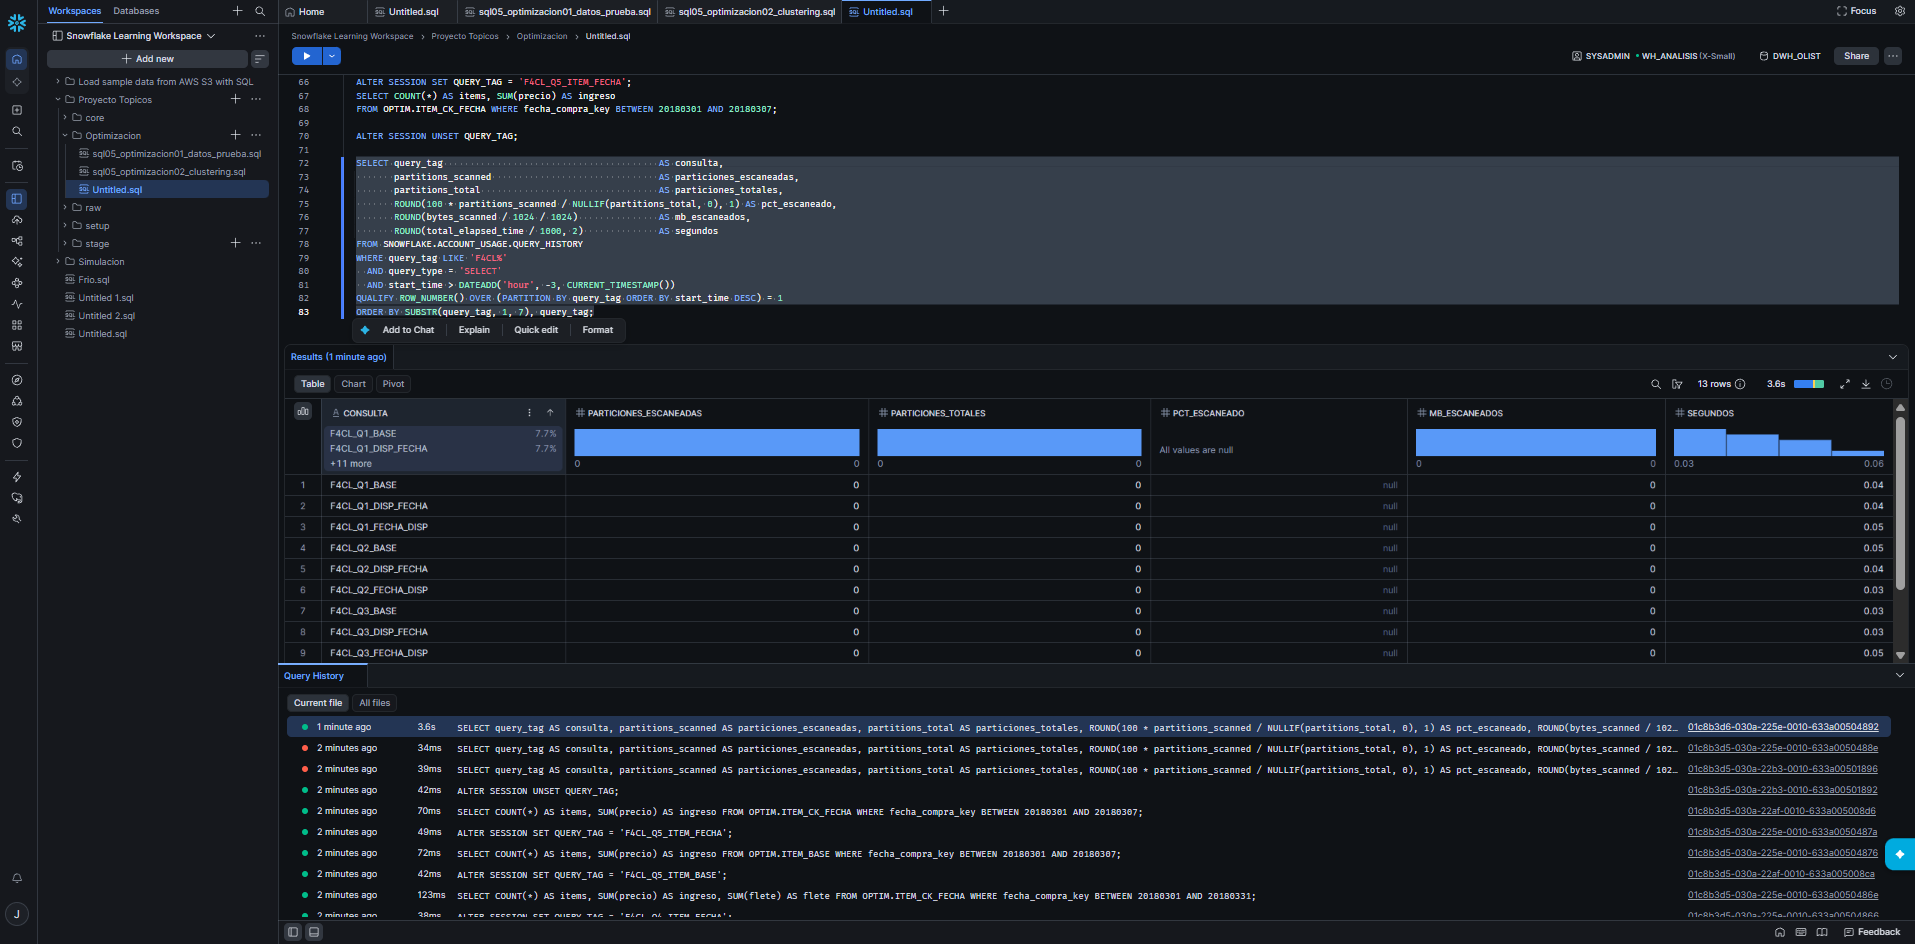 Workspaces Databases
Home
Untitled.sql
sql05_optimizacion01_datos_prueba.sql
sql05_optimizacion02_clustering.sql
Untitled.sql
Focus
Snowflake Learning Workspace
Add new
Load sample data from AWS S3 with SQL
Proyecto Topicos
core
Optimizacion
sql05_optimizacion01_datos_prueba.sql
sql05_optimizacion02_clustering.sql
Untitled.sql
raw
setup
stage
Simulacion
Frio.sql
Untitled 1.sql
Untitled 2.sql
Untitled.sql
J
Snowflake Learning Workspace > Proyecto Topicos > Optimizacion > Untitled.sql
SYSADMIN • WH_ANALISIS (X-Small) DWH_OLIST Share
66 ALTER SESSION SET QUERY_TAG = 'F4CL_Q5_ITEM_FECHA';
67 SELECT COUNT(*) AS items, SUM(precio) AS ingreso
68 FROM OPTIM.ITEM_CK_FECHA WHERE fecha_compra_key BETWEEN 20180301 AND 20180307;
69
70 ALTER SESSION UNSET QUERY_TAG;
71
72 SELECT query_tag AS consulta,
73 partitions_scanned AS particiones_escaneadas,
74 partitions_total AS particiones_totales,
75 ROUND(100 * partitions_scanned / NULLIF(partitions_total, 0), 1) AS pct_escaneado,
76 ROUND(bytes_scanned / 1024 / 1024) AS mb_escaneados,
77 ROUND(total_elapsed_time / 1000, 2) AS segundos
78 FROM SNOWFLAKE.ACCOUNT_USAGE.QUERY_HISTORY
79 WHERE query_tag LIKE 'F4CL%'
80 AND query_type = 'SELECT'
81 AND start_time > DATEADD('hour', -3, CURRENT_TIMESTAMP())
82 QUALIFY ROW_NUMBER() OVER (PARTITION BY query_tag ORDER BY start_time DESC) = 1
83 ORDER BY SUBSTR(query_tag, 1, 7), query_tag;
Add to Chat Explain Quick edit Format
Results (1 minute ago)
Table Chart Pivot
13 rows 3.6s
CONSULTA PARTICIONES_ESCANEADAS PARTICIONES_TOTALES PCT_ESCANEADO MB_ESCANEADOS SEGUNDOS
F4CL_Q1_BASE 7.7%
F4CL_Q1_DISP_FECHA 7.7%
All values are null
+11 more 0 0 0 0 0 0 0.03 0.06
1 F4CL_Q1_BASE 0 0 null 0 0.04
2 F4CL_Q1_DISP_FECHA 0 0 null 0 0.04
3 F4CL_Q1_FECHA_DISP 0 0 null 0 0.05
4 F4CL_Q2_BASE 0 0 null 0 0.05
5 F4CL_Q2_DISP_FECHA 0 0 null 0 0.04
6 F4CL_Q2_FECHA_DISP 0 0 null 0 0.03
7 F4CL_Q3_BASE 0 0 null 0 0.03
8 F4CL_Q3_DISP_FECHA 0 0 null 0 0.03
9 F4CL_Q3_FECHA_DISP 0 0 null 0 0.05
Query History
Current file All files
1 minute ago 3.6s SELECT query_tag AS consulta, partitions_scanned AS particiones_escaneadas, partitions_total AS particiones_totales, ROUND(100 * partitions_scanned / NULLIF(partitions_total, 0), 1) AS pct_escaneado, ROUND(bytes_scanned / 102... 01c8b3d6-030a-225e-0010-633a00504892
2 minutes ago 34ms SELECT query_tag AS consulta, partitions_scanned AS particiones_escaneadas, partitions_total AS particiones_totales, ROUND(100 * partitions_scanned / NULLIF(partitions_total, 0), 1) AS pct_escaneado, ROUND(bytes_scanned / 102... 01c8b3d5-030a-225e-0010-633a0050488e
2 minutes ago 39ms SELECT query_tag AS consulta, partitions_scanned AS particiones_escaneadas, partitions_total AS particiones_totales, ROUND(100 * partitions_scanned / NULLIF(partitions_total, 0), 1) AS pct_escaneado, ROUND(bytes_scanned / 102... 01c8b3d5-030a-22b3-0010-633a00501896
2 minutes ago 42ms ALTER SESSION UNSET QUERY_TAG; 01c8b3d5-030a-22b3-0010-633a00501892
2 minutes ago 70ms SELECT COUNT(*) AS items, SUM(precio) AS ingreso FROM OPTIM.ITEM_CK_FECHA WHERE fecha_compra_key BETWEEN 20180301 AND 20180307; 01c8b3d5-030a-22af-0010-633a005008d6
2 minutes ago 49ms ALTER SESSION SET QUERY_TAG = 'F4CL_Q5_ITEM_FECHA'; 01c8b3d5-030a-225e-0010-633a0050487a
2 minutes ago 72ms SELECT COUNT(*) AS items, SUM(precio) AS ingreso FROM OPTIM.ITEM_BASE WHERE fecha_compra_key BETWEEN 20180301 AND 20180307; 01c8b3d5-030a-225e-0010-633a00504876
2 minutes ago 42ms ALTER SESSION SET QUERY_TAG = 'F4CL_Q5_ITEM_BASE'; 01c8b3d5-030a-22af-0010-633a005008ca
2 minutes ago 123ms SELECT COUNT(*) AS items, SUM(precio) AS ingreso, SUM(flete) AS flete FROM OPTIM.ITEM_CK_FECHA WHERE fecha_compra_key BETWEEN 20180301 AND 20180331; 01c8b3d5-030a-225e-0010-633a0050486e
2 minutes ago 38ms ALTER SESSION SET QUERY_TAG = 'F4CL_Q4_ITEM_FECHA'; 01c8b3d5-030a-225e-0010-633a00504866
Feedback